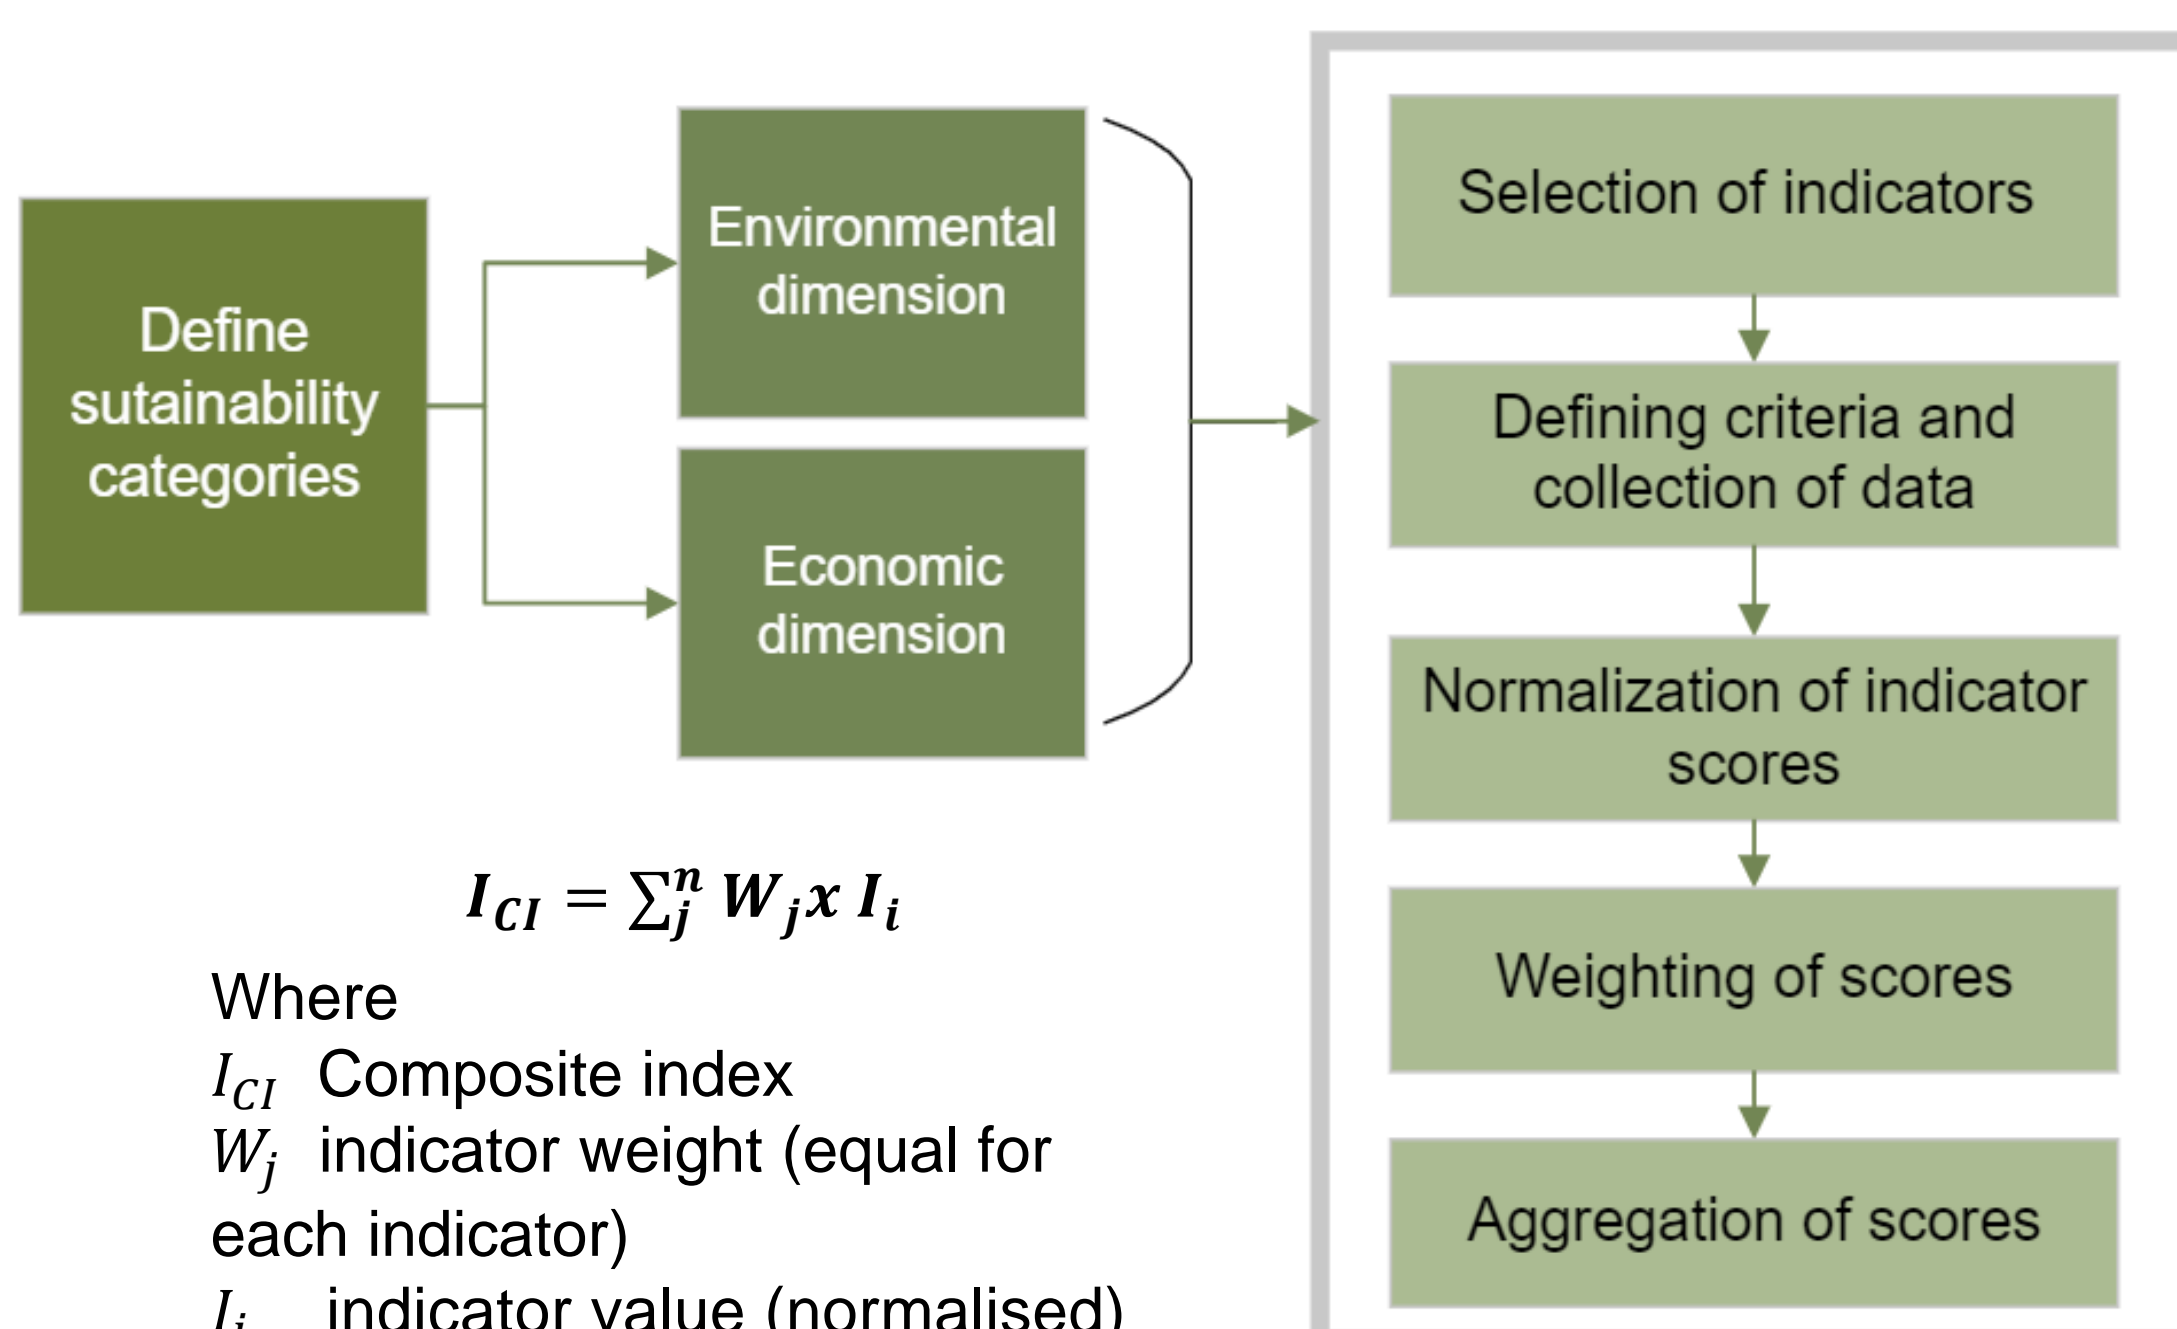 Define
sutainability
categories
Environmental
dimension
Economic
dimension
I_CI = ∑_j^n W_j x I_i
Where
I_CI Composite index
W_j indicator weight (equal for
each indicator)
I_i indicator value (normalised)
Selection of indicators
Defining criteria and
collection of data
Normalization of indicator
scores
Weighting of scores
Aggregation of scores